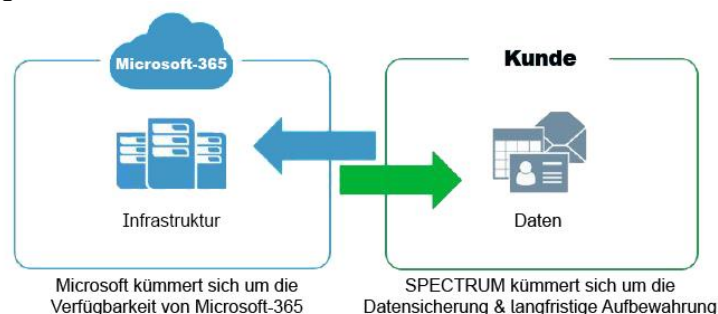 Microsoft-365
Kunde
Infrastruktur
Daten
Microsoft kümmert sich um die
Verfügbarkeit von Microsoft-365
SPECTRUM kümmert sich um die
Datensicherung & langfristige Aufbewahrung